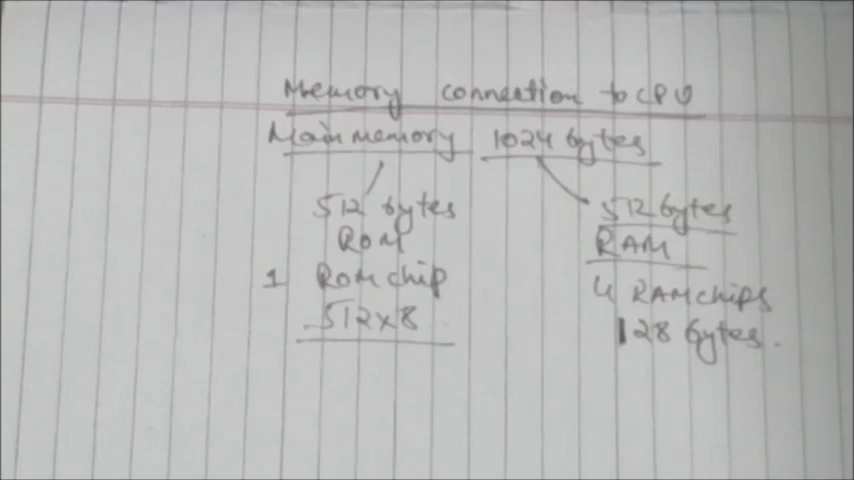 Memory connection to CPU
Main memory 1024 bytes
512 bytes
ROM
1 ROM chip
512x8
512 bytes
RAM
4 RAM chips
128 bytes.